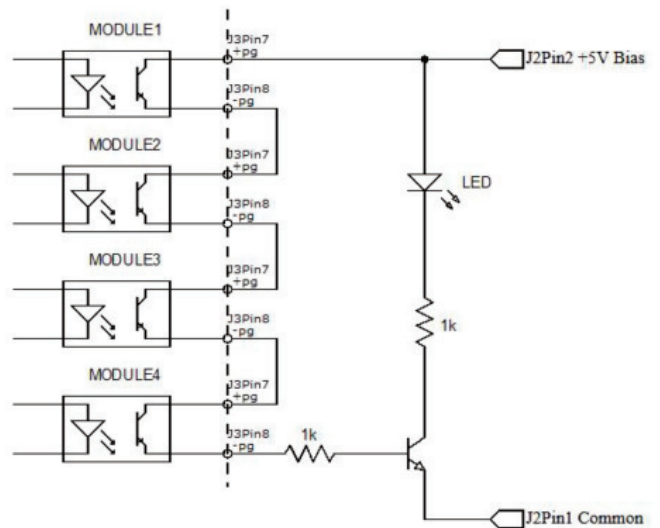 MODULE1
J3Pin7
+pg
J2Pin2 +5V Bias
J3Pin8
-pg
MODULE2
J3Pin7
+pg
LED
J3Pin8
-pg
MODULE3
J3Pin7
+pg
J3Pin8
-pg
1k
MODULE4
J3Pin7
+pg
J3Pin8
-pg
1k
J2Pin1 Common